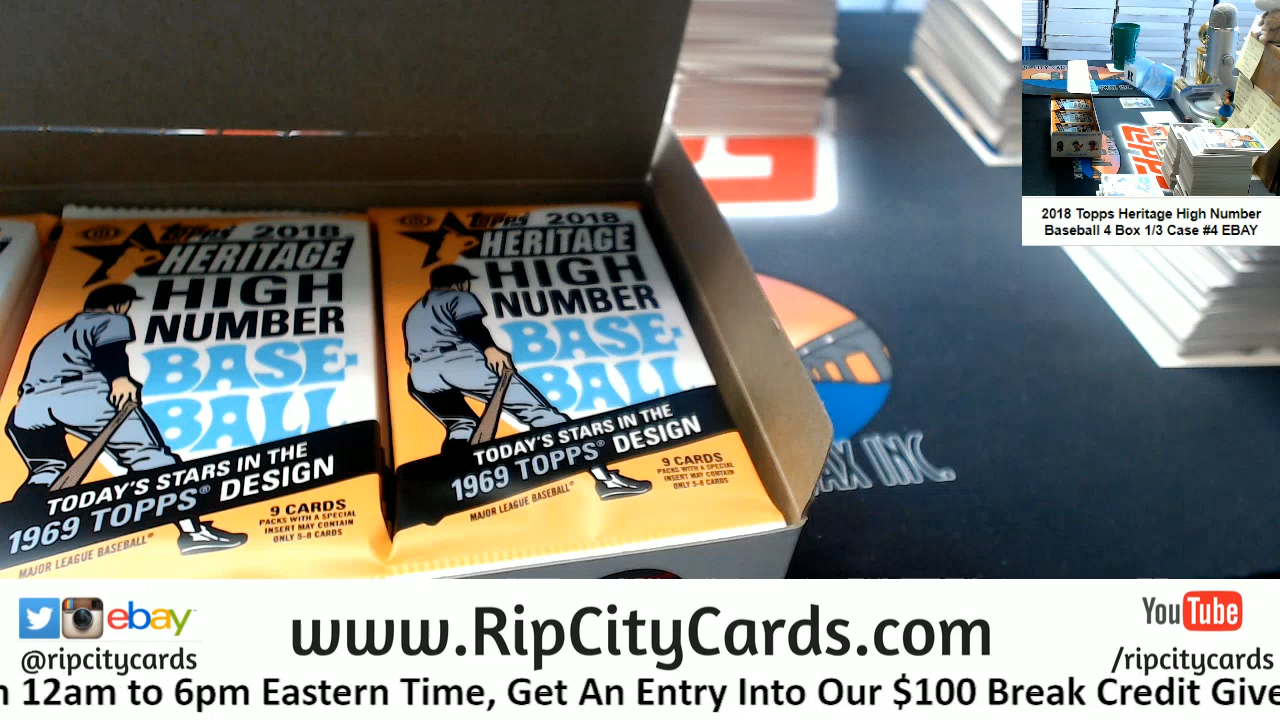 Topps 2018
HERITAGE
HIGH
NUMBER
BASE-
BALL
TODAY'S STARS IN THE
1969 TOPPS® DESIGN
9 CARDS
PACKS WITH A SPECIAL
INSERT MAY CONTAIN
ONLY 5-8 CARDS
MAJOR LEAGUE BASEBALL®
Topps 2018
HERITAGE
HIGH
NUMBER
BASE-
BALL
TODAY'S STARS IN THE
1969 TOPPS® DESIGN
9 CARDS
PACKS WITH A SPECIAL
INSERT MAY CONTAIN
ONLY 5-8 CARDS
MAJOR LEAGUE BASEBALL®
INC.
2018 Topps Heritage High Number
Baseball 4 Box 1/3 Case #4 EBAY
ebay
@ripcitycards
www.RipCityCards.com
YouTube
/ripcitycards
12am to 6pm Eastern Time, Get An Entry Into Our $100 Break Credit Give